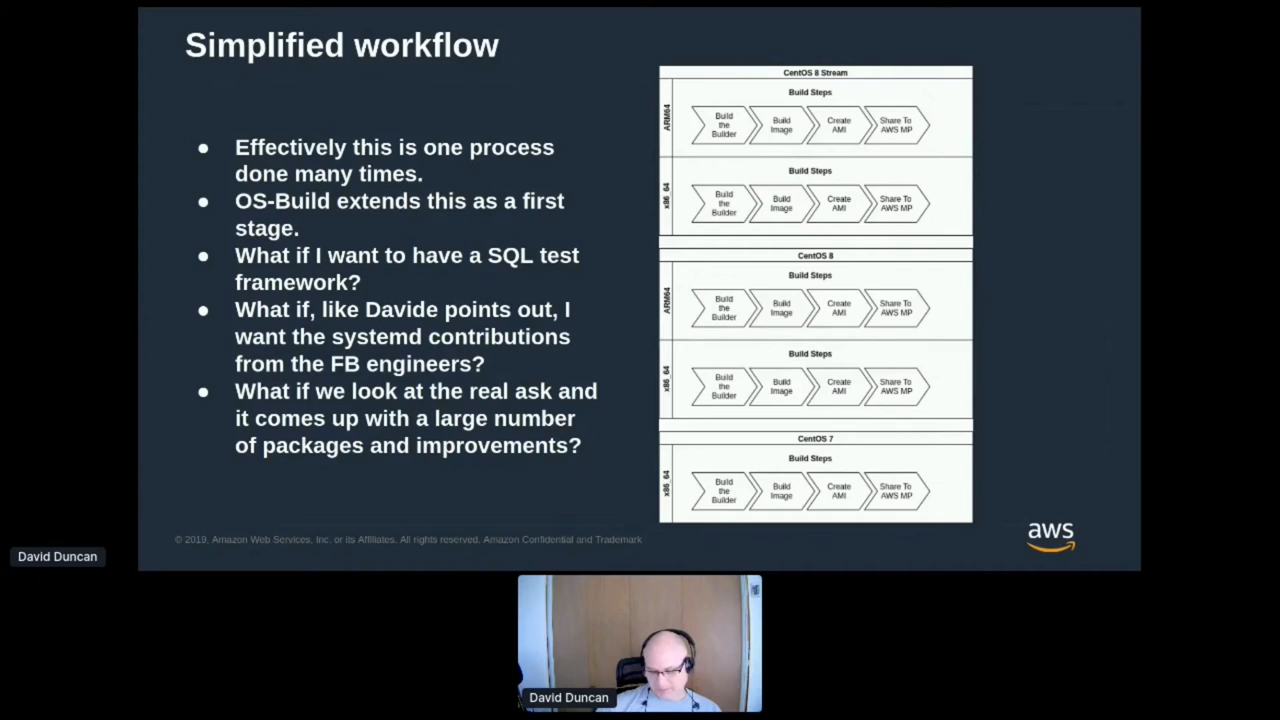 Simplified workflow
● Effectively this is one process
done many times.
● OS-Build extends this as a first
stage.
● What if I want to have a SQL test
framework?
● What if, like Davide points out, I
want the systemd contributions
from the FB engineers?
● What if we look at the real ask and
it comes up with a large number
of packages and improvements?
CentOS 8 Stream
ARM64
Build Steps
Build
the
Builder
Build
Image
Create
AMI
Share To
AWS MP
x86_64
Build Steps
Build
the
Builder
Build
Image
Create
AMI
Share To
AWS MP
CentOS 8
ARM64
Build Steps
Build
the
Builder
Build
Image
Create
AMI
Share To
AWS MP
x86_64
Build Steps
Build
the
Builder
Build
Image
Create
AMI
Share To
AWS MP
CentOS 7
x86_64
Build Steps
Build
the
Builder
Build
Image
Create
AMI
Share To
AWS MP
© 2019, Amazon Web Services, Inc. or its Affiliates. All rights reserved. Amazon Confidential and Trademark
aws
David Duncan
David Duncan